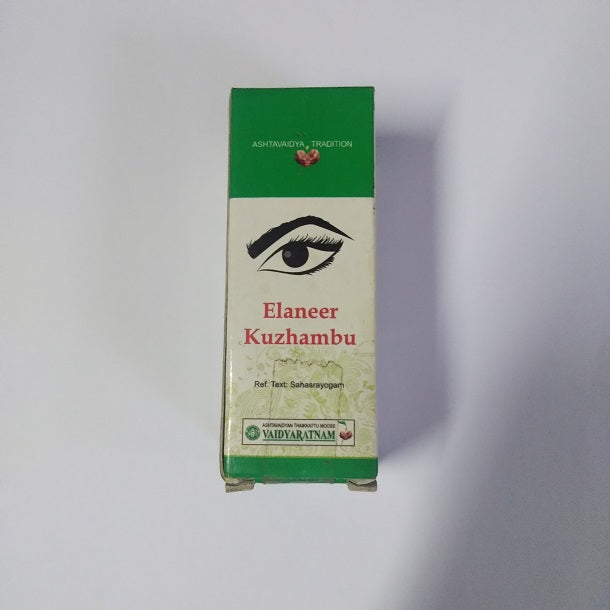 ASHTAVAIDYA TRADITION
Elaneer
Kuzhambu
Ref. Text: Sahasrayogam
ASHTAVAIDYAN THAIKKATTU MOOSS
VAIDYARATNAM